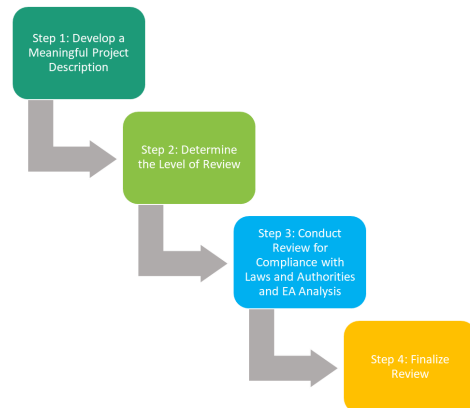 Step 1: Develop a
Meaningful Project
Description
Step 2: Determine
the Level of Review
Step 3: Conduct
Review for
Compliance with
Laws and Authorities
and EA Analysis
Step 4: Finalize
Review